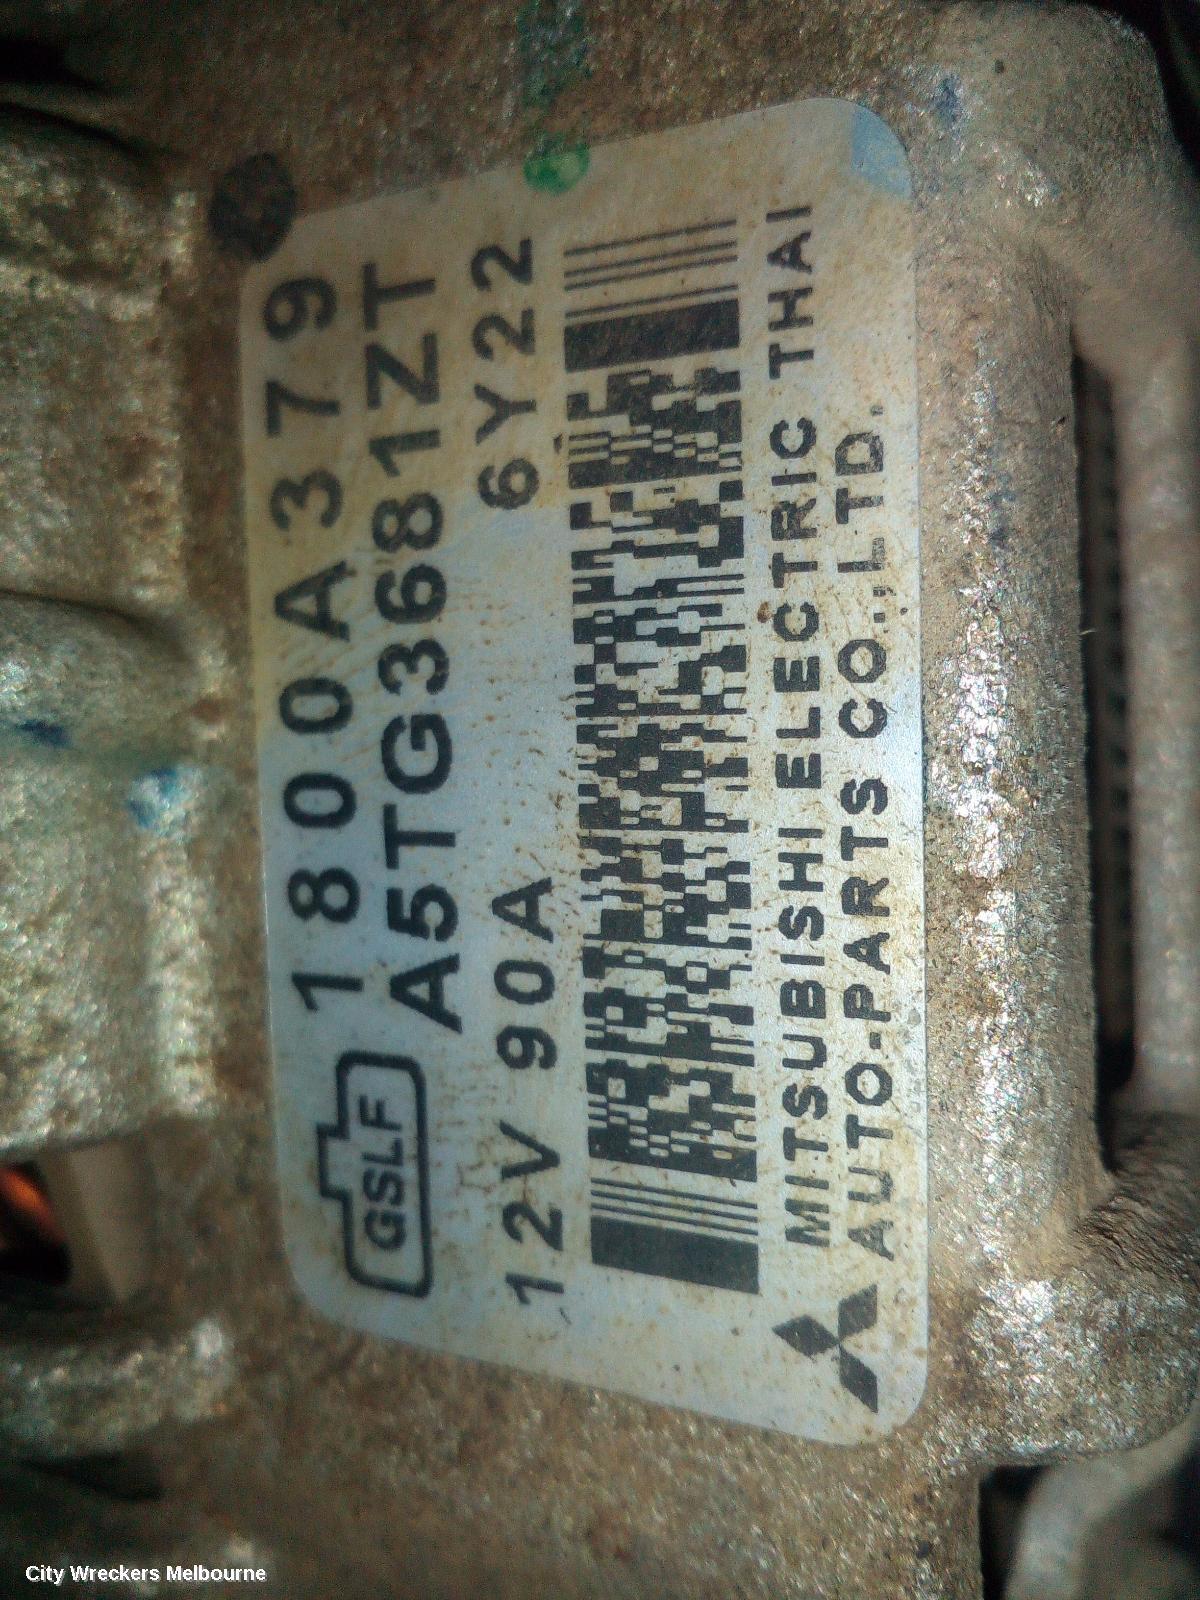 1800A379
GSLF
A5TG3681ZT
12V 90A 6Y22
MITSUBISHI ELECTRIC THAI
AUTO-PARTS CO.,LTD.
City Wreckers Melbourne